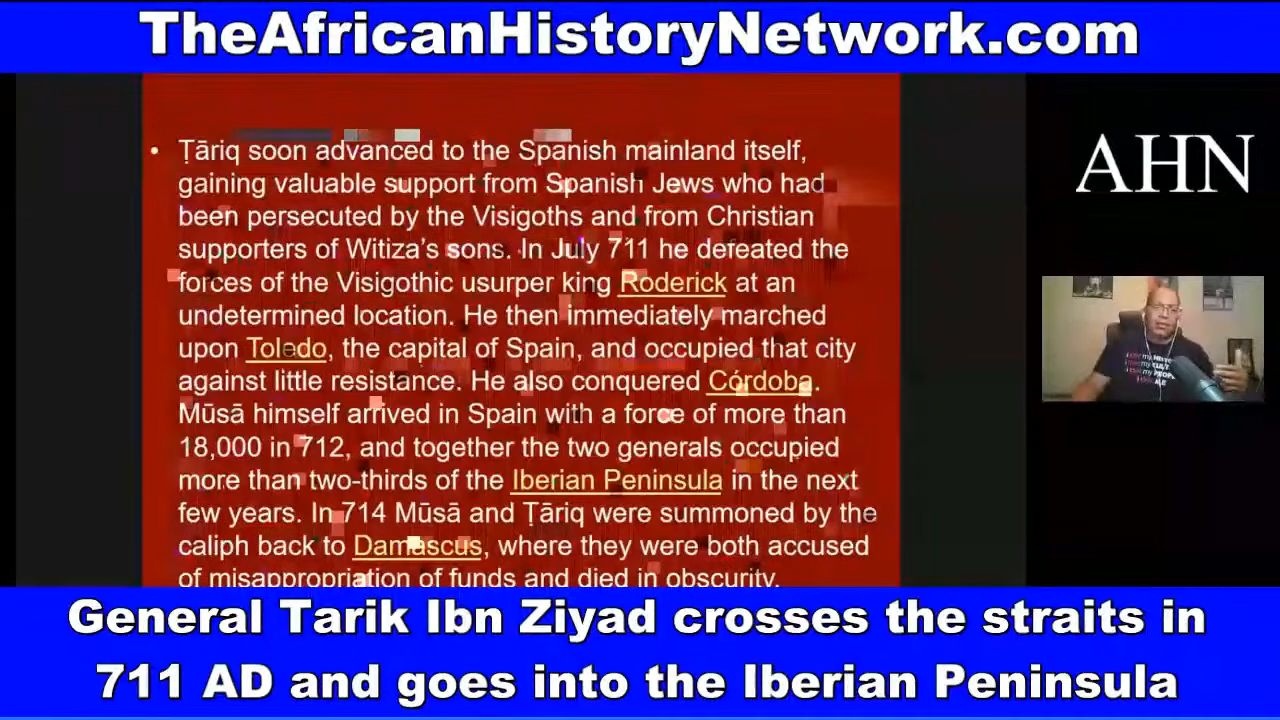 TheAfricanHistoryNetwork.com
• Ṭāriq soon advanced to the Spanish mainland itself,
gaining valuable support from Spanish Jews who had
been persecuted by the Visigoths and from Christian
supporters of Witiza's sons. In July 711 he defeated the
forces of the Visigothic usurper king Roderick at an
undetermined location. He then immediately marched
upon Toledo, the capital of Spain, and occupied that city
against little resistance. He also conquered Córdoba.
Mūsā himself arrived in Spain with a force of more than
18,000 in 712, and together the two generals occupied
more than two-thirds of the Iberian Peninsula in the next
few years. In 714 Mūsā and Ṭāriq were summoned by the
caliph back to Damascus, where they were both accused
of misappropriation of funds and died in obscurity.
AHN
General Tarik Ibn Ziyad crosses the straits in
711 AD and goes into the Iberian Peninsula